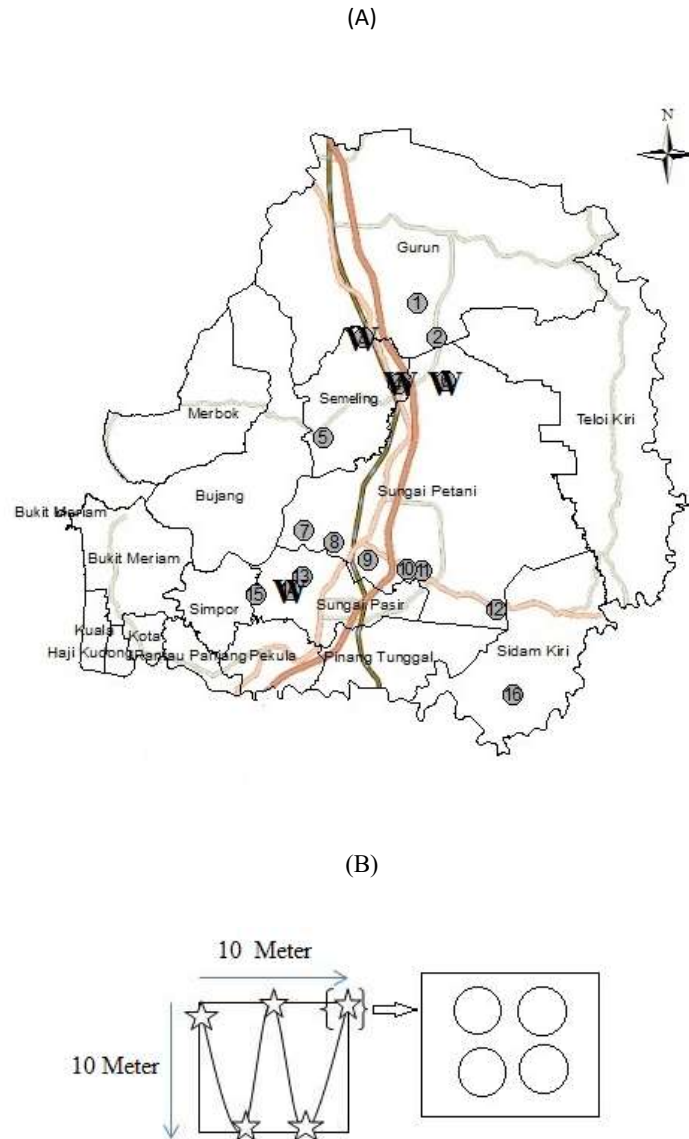 (A)
N
Gurun
1
W
2
W
W
Semeling
Merbok
5
Teloi Kiri
Bujang
Sungai Petani
Bukit Meriam
7
8
Bukit Meriam
9
10
11
13
W
15
12
Simpor
Sungai Pasir
Kuala
Kota
Haji Kudong
Pekula
Pinang Tunggal
Sidam Kiri
16
(B)
10 Meter
10 Meter